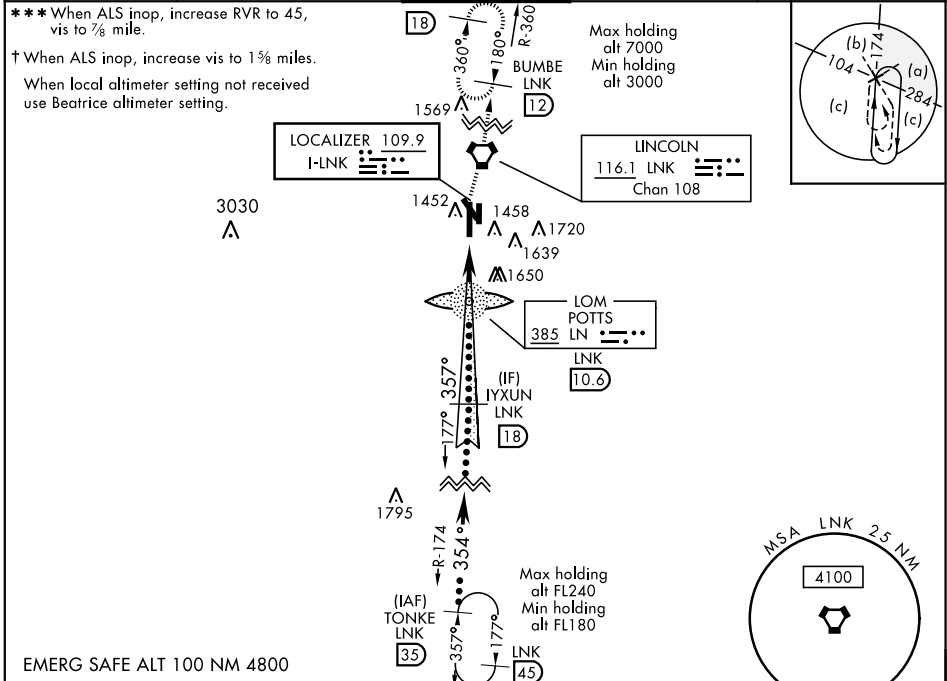 *** When ALS inop, increase RVR to 45,
vis to ⅞ mile.
† When ALS inop, increase vis to 1⅝ miles.
When local altimeter setting not received
use Beatrice altimeter setting.
18
360°
180°
R-360
Max holding
alt 7000
Min holding
alt 3000
BUMBE
LNK
12
1569
(b)
174
104
(a)
284
(c)
(c)
LOCALIZER 109.9
I-LNK
LINCOLN
116.1 LNK
Chan 108
3030
1452
N
1458
1720
1639
1650
LOM
POTTS
385 LN
LNK
10.6
357°
177°
(IF)
IYXUN
LNK
18
1795
R-174
354°
(IAF)
TONKE
LNK
35
357°
177°
Max holding
alt FL240
Min holding
alt FL180
LNK
45
MSA LNK 25 NM
4100
EMERG SAFE ALT 100 NM 4800